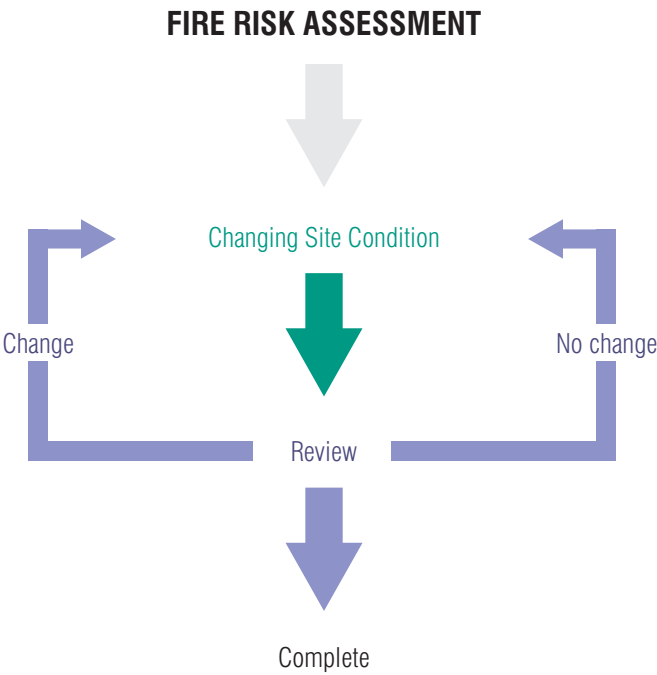 FIRE RISK ASSESSMENT
Changing Site Condition
Change
No change
Review
Complete